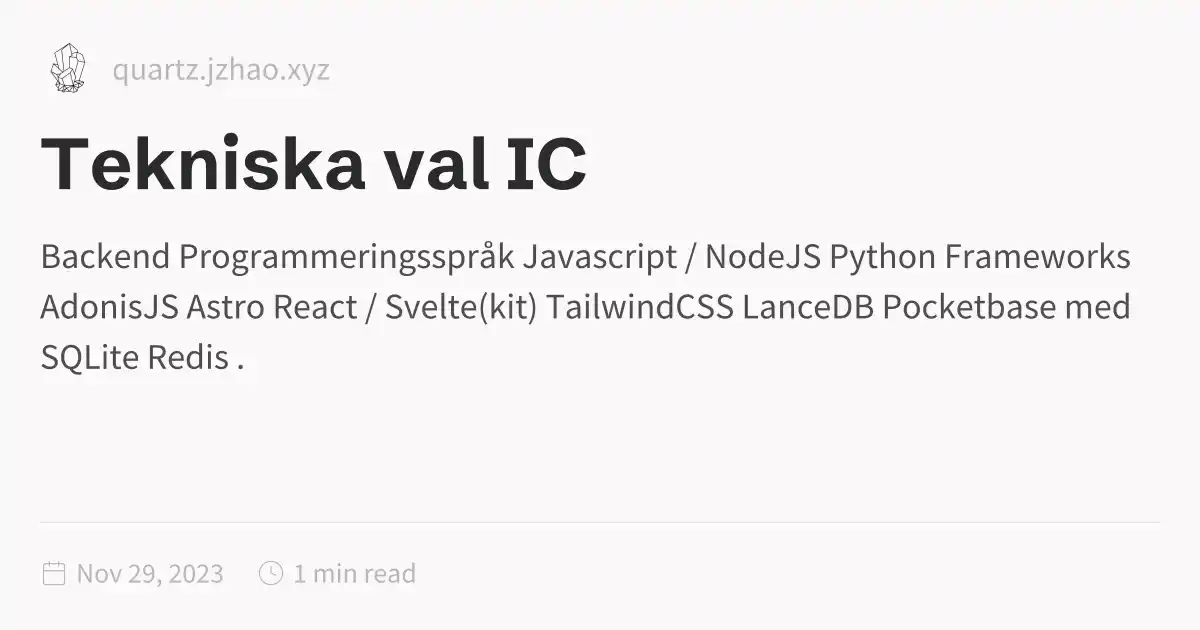 quartz.jzhao.xyz
Tekniska val IC
Backend Programmeringsspråk Javascript / NodeJS Python Frameworks
AdonisJS Astro React / Svelte(kit) TailwindCSS LanceDB Pocketbase med
SQLite Redis .
Nov 29, 2023 1 min read